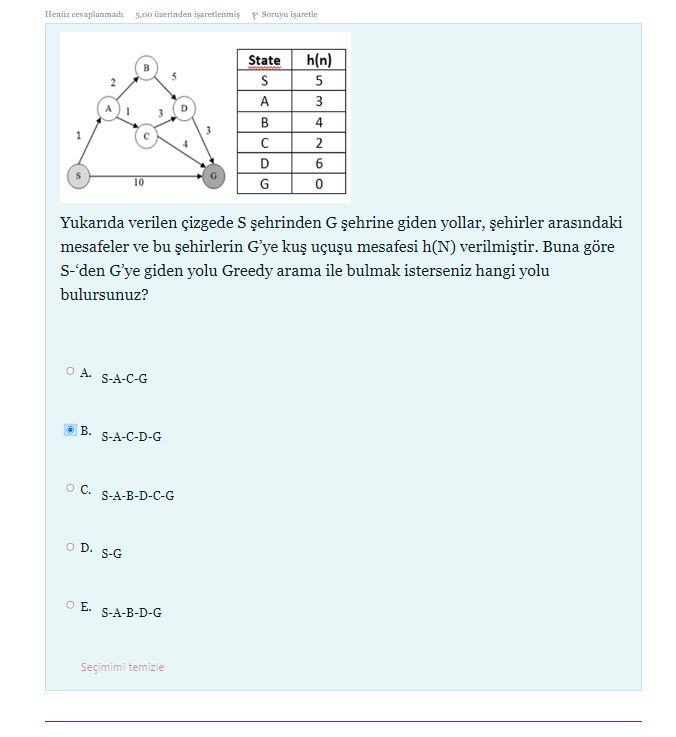 Henüz cevaplanmadı 5,00 üzerinden işaretlenmiş Soruyu işaretle
B
2
5
A
1
3
D
C
1
4
3
S
10
G
State h(n)
S 5
A 3
B 4
C 2
D 6
G 0
Yukarıda verilen çizgede S şehrinden G şehrine giden yollar, şehirler arasındaki
mesafeler ve bu şehirlerin G’ye kuş uçuşu mesafesi h(N) verilmiştir. Buna göre
S-‘den G’ye giden yolu Greedy arama ile bulmak isterseniz hangi yolu
bulursunuz?
A. S-A-C-G
B. S-A-C-D-G
C. S-A-B-D-C-G
D. S-G
E. S-A-B-D-G
Seçimimi temizle